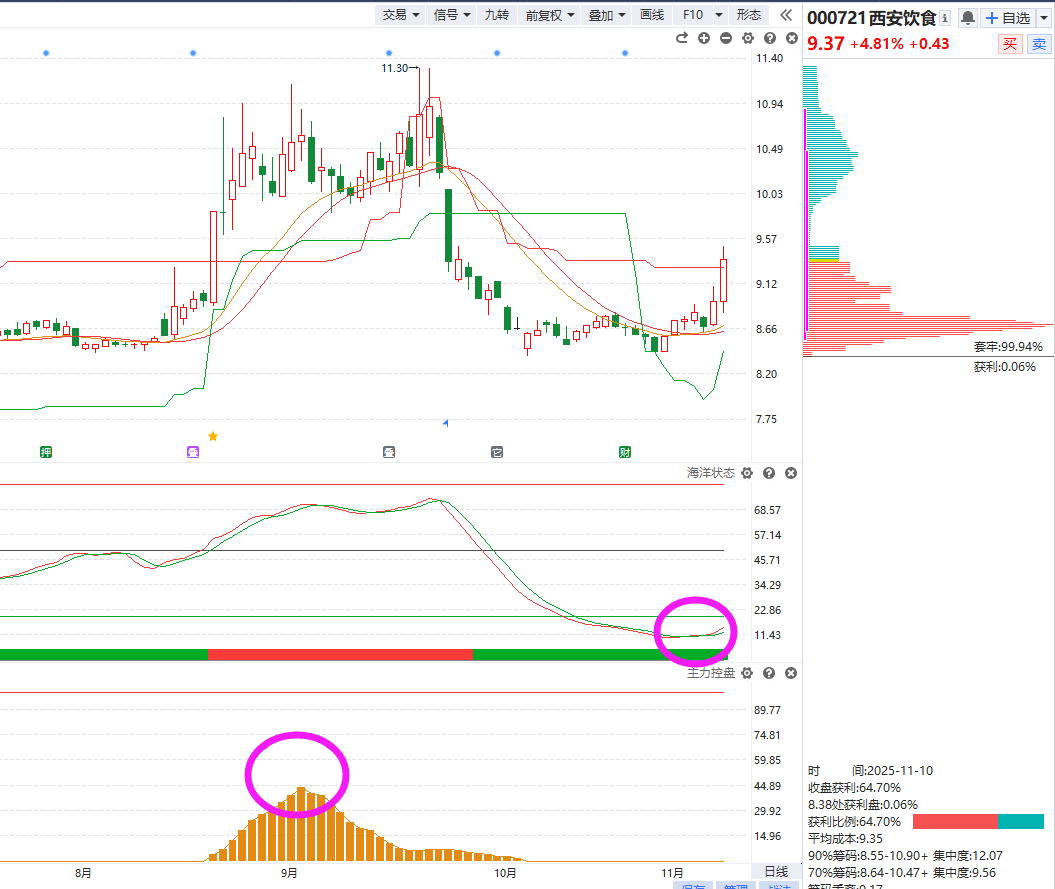 交易 信号 九转 前复权 叠加 画线 F10 形态
000721 西安饮食 自选
9.37 +4.81% +0.43 买 卖
11.40
11.30
10.94
10.49
10.03
9.57
9.12
8.66
8.20
7.75
套牢:99.94%
获利:0.06%
押 叠 叠 它 财
海洋状态
68.57
57.14
45.71
34.29
22.86
11.43
主力控盘
89.77
74.81
59.85
44.89
29.92
14.96
8月 9月 10月 11月 日线
时 间:2025-11-10
收盘获利:64.70%
8.38处获利盘:0.06%
获利比例:64.70%
平均成本:9.35
90%筹码:8.55-10.90+ 集中度:12.07
70%筹码:8.64-10.47+ 集中度:9.56